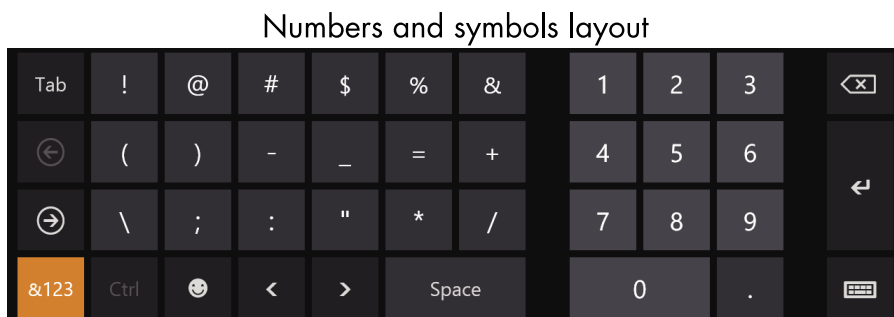 Numbers and symbols layout
Tab ! @ # $ % & 1 2 3
( ) - _ = + 4 5 6
\ ; : " * / 7 8 9
&123 Ctrl < > Space 0 .